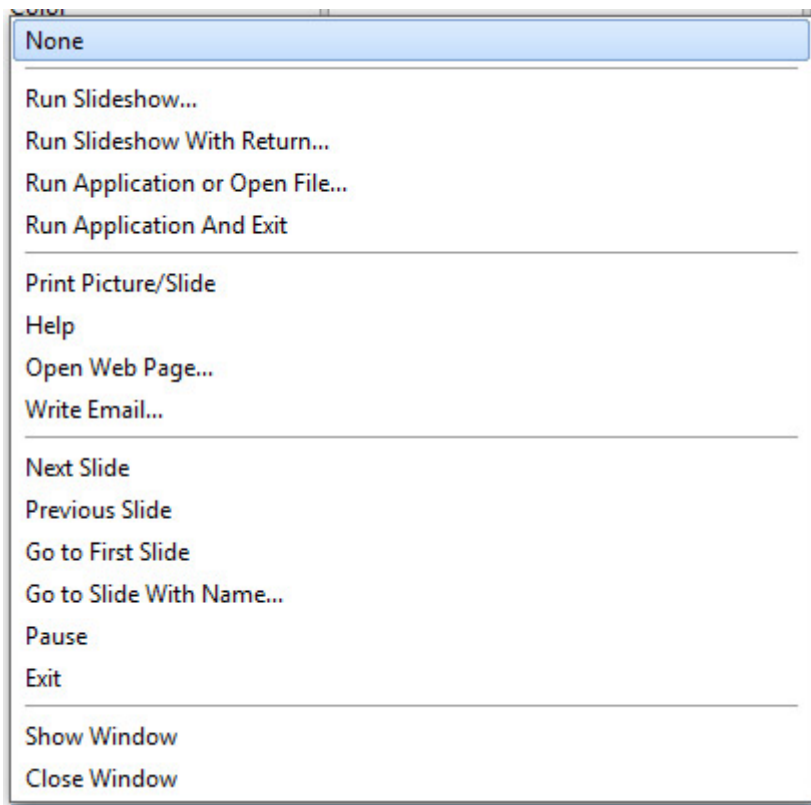 Color
None
Run Slideshow...
Run Slideshow With Return...
Run Application or Open File...
Run Application And Exit
Print Picture/Slide
Help
Open Web Page...
Write Email...
Next Slide
Previous Slide
Go to First Slide
Go to Slide With Name...
Pause
Exit
Show Window
Close Window